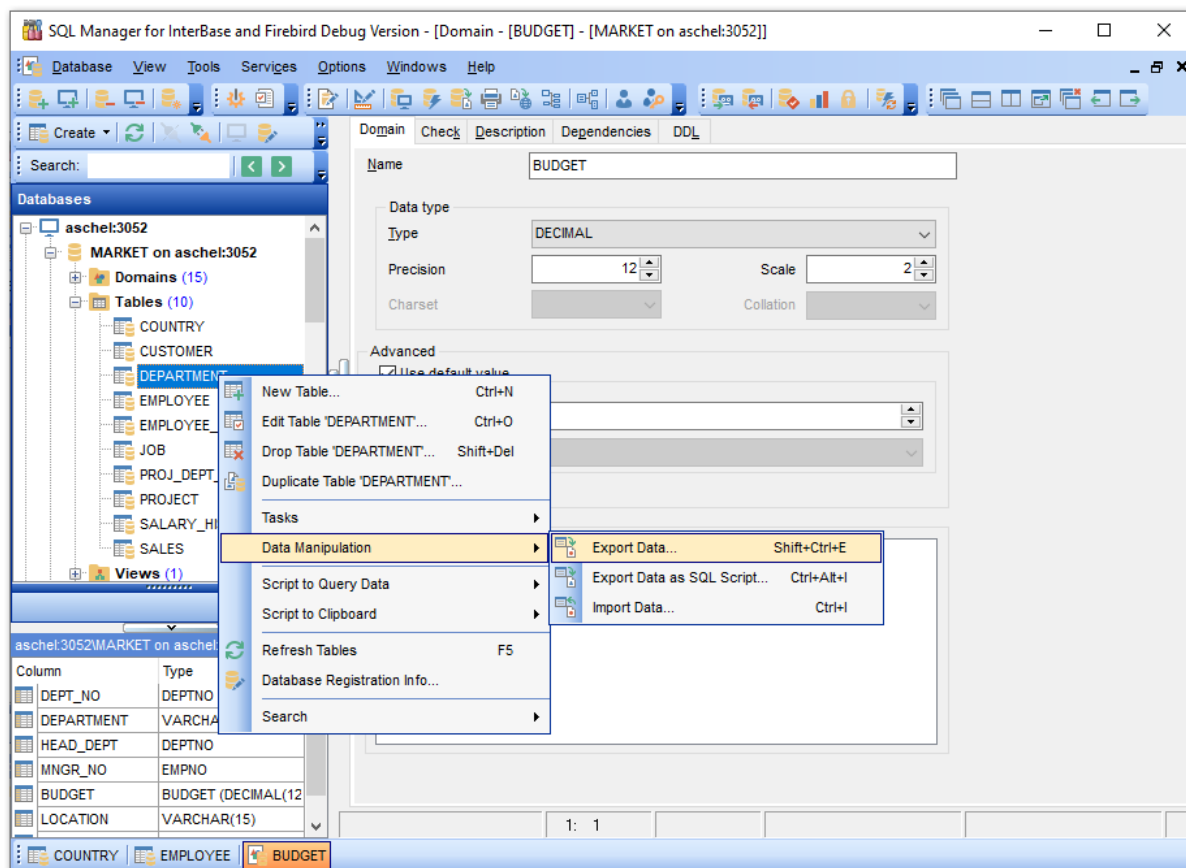 SQL Manager for InterBase and Firebird Debug Version - [Domain - [BUDGET] - [MARKET on aschel:3052]]
Database View Tools Services Options Windows Help
Create
Search:
Databases
aschel:3052
MARKET on aschel:3052
Domains (15)
Tables (10)
COUNTRY
CUSTOMER
DEPARTMENT
EMPLOYEE
EMPLOYEE_
JOB
PROJ_DEPT_
PROJECT
SALARY_HI
SALES
Views (1)
aschel:3052\MARKET on aschel:
Column Type
DEPT_NO DEPTNO
DEPARTMENT VARCHA
HEAD_DEPT DEPTNO
MNGR_NO EMPNO
BUDGET BUDGET (DECIMAL(12
LOCATION VARCHAR(15)
Domain Check Description Dependencies DDL
Name BUDGET
Data type
Type DECIMAL
Precision 12 Scale 2
Charset Collation
Advanced
Use default value
New Table... Ctrl+N
Edit Table 'DEPARTMENT'... Ctrl+O
Drop Table 'DEPARTMENT'... Shift+Del
Duplicate Table 'DEPARTMENT'...
Tasks
Data Manipulation
Script to Query Data
Script to Clipboard
Refresh Tables F5
Database Registration Info...
Search
Export Data... Shift+Ctrl+E
Export Data as SQL Script... Ctrl+Alt+I
Import Data... Ctrl+I
1: 1
COUNTRY EMPLOYEE BUDGET